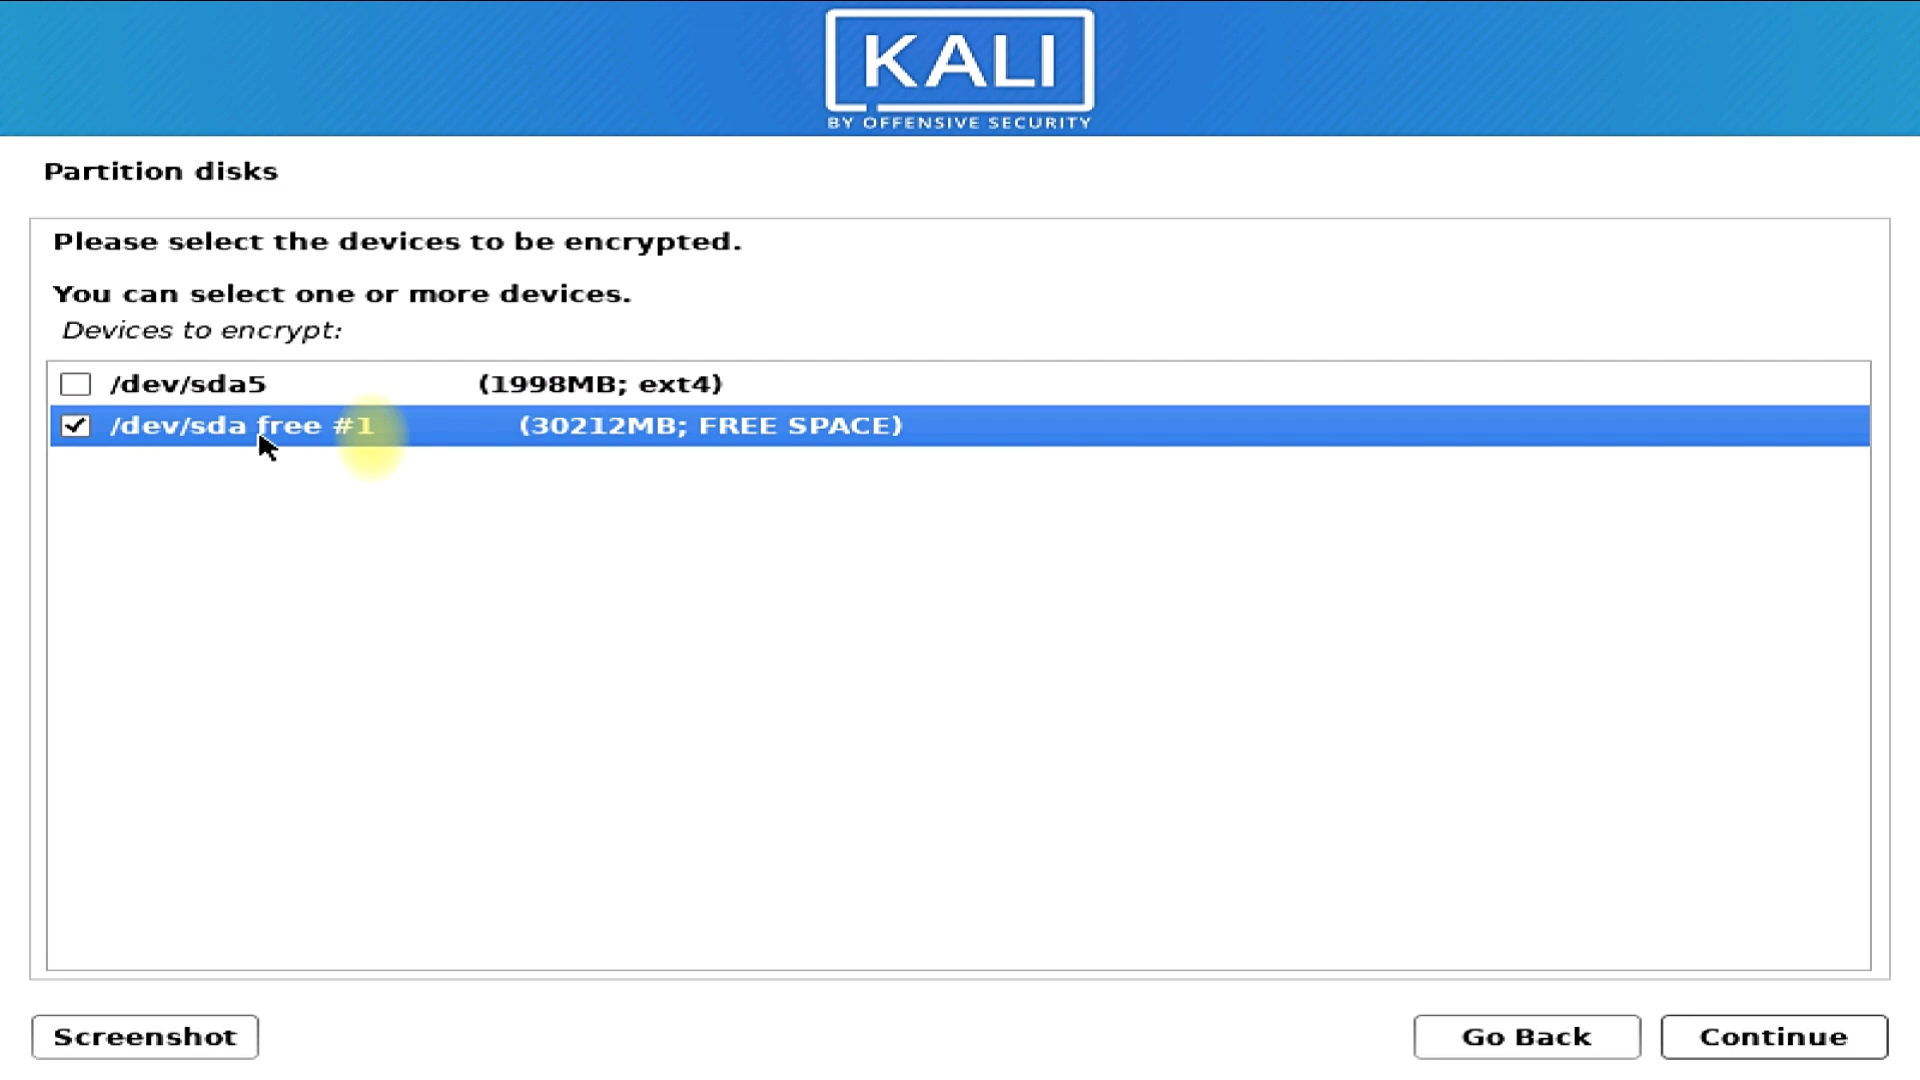 KALI
BY OFFENSIVE SECURITY
Partition disks
Please select the devices to be encrypted.
You can select one or more devices.
Devices to encrypt:
/dev/sda5 (1998MB; ext4)
/dev/sda free #1 (30212MB; FREE SPACE)
Screenshot Go Back Continue